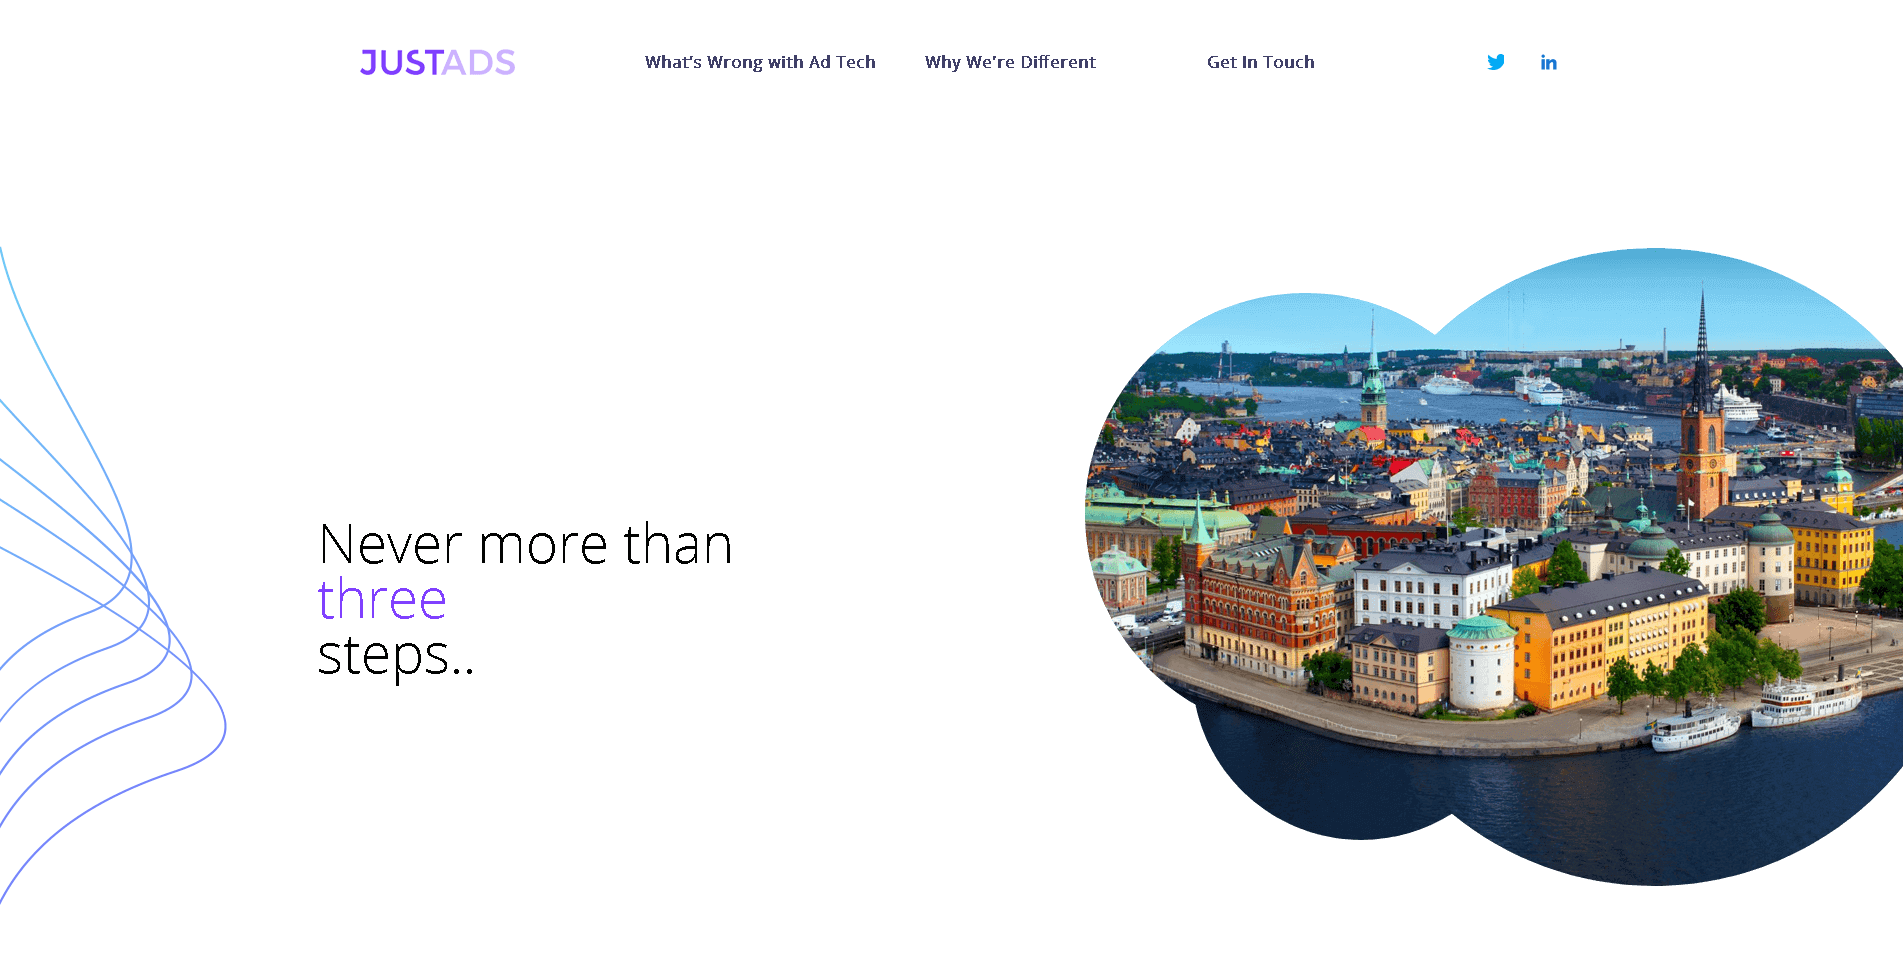 JUSTADS
What's Wrong with Ad Tech
Why We're Different
Get In Touch
in
Never more than
three
steps..